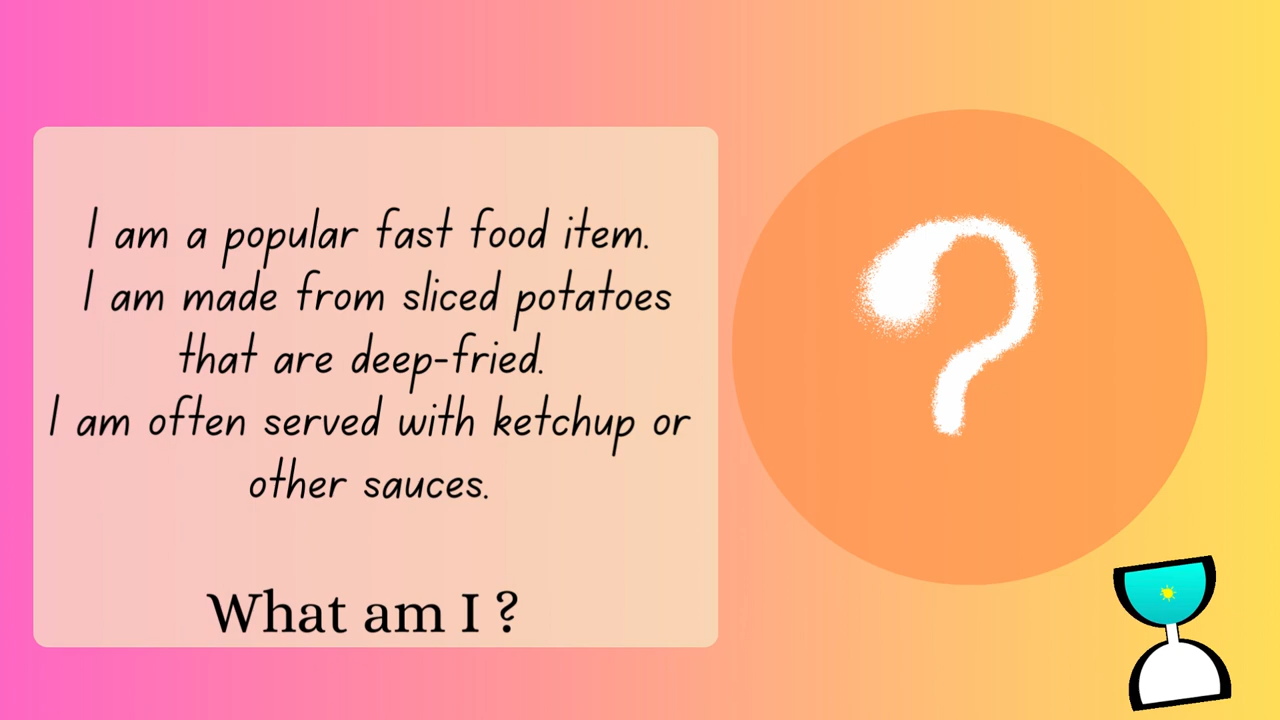 I am a popular fast food item.
I am made from sliced potatoes
that are deep-fried.
I am often served with ketchup or
other sauces.
What am I ?
?